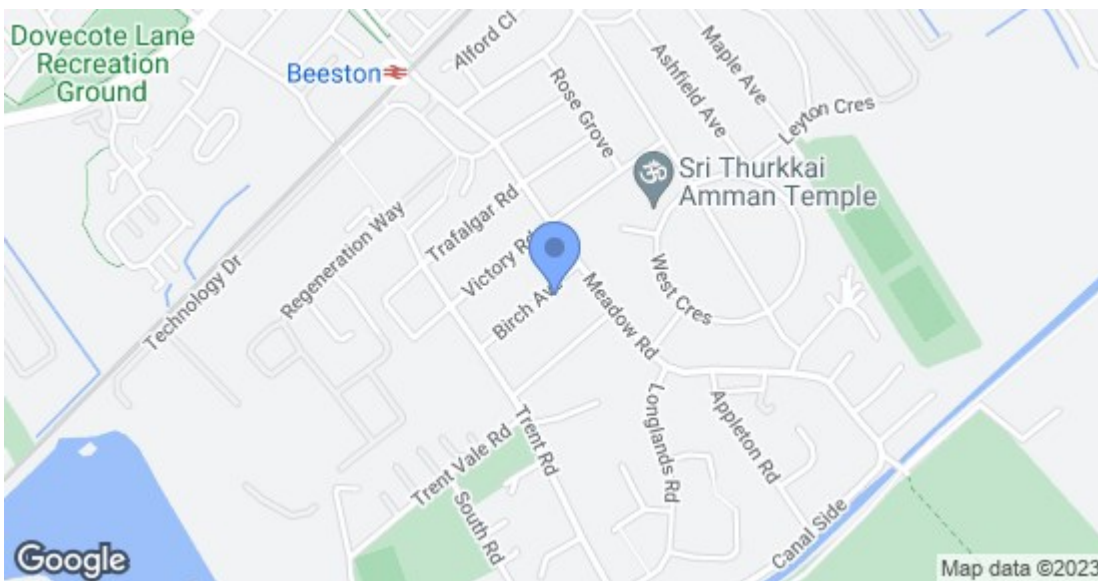 Dovecote Lane
Recreation
Ground
Beeston
Alford Cl
Rose Grove
Ashfield Ave
Maple Ave
Leyton Cres
Sri Thurkkai
Amman Temple
Trafalgar Rd
Regeneration Way
Technology Dr
Victory Rd
Birch Ave
Meadow Rd
West Cres
Longlands Rd
Appleton Rd
Trent Rd
Trent Vale Rd
South Rd
Canal Side
Google
Map data ©2023